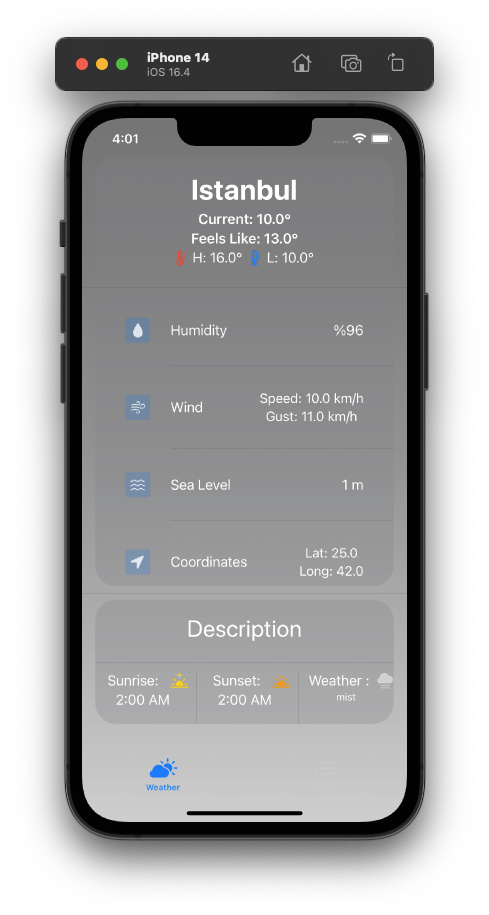 iPhone 14
iOS 16.4
4:01
Istanbul
Current: 10.0°
Feels Like: 13.0°
H: 16.0° L: 10.0°
Humidity %96
Wind Speed: 10.0 km/h
Gust: 11.0 km/h
Sea Level 1 m
Coordinates Lat: 25.0
Long: 42.0
Description
Sunrise: Sunset: Weather :
2:00 AM 2:00 AM mist
Weather